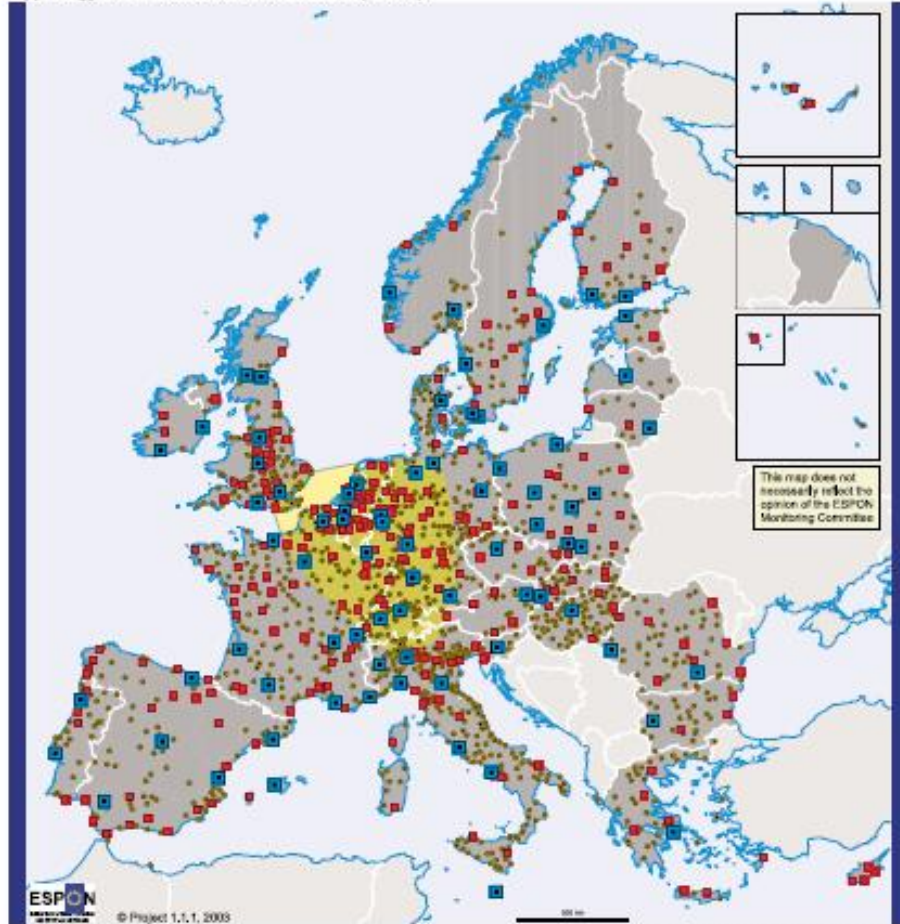 This map does not
necessarily reflect the
opinion of the ESPON
Monitoring Committee
ESPON
© Project 1.1.1, 2003